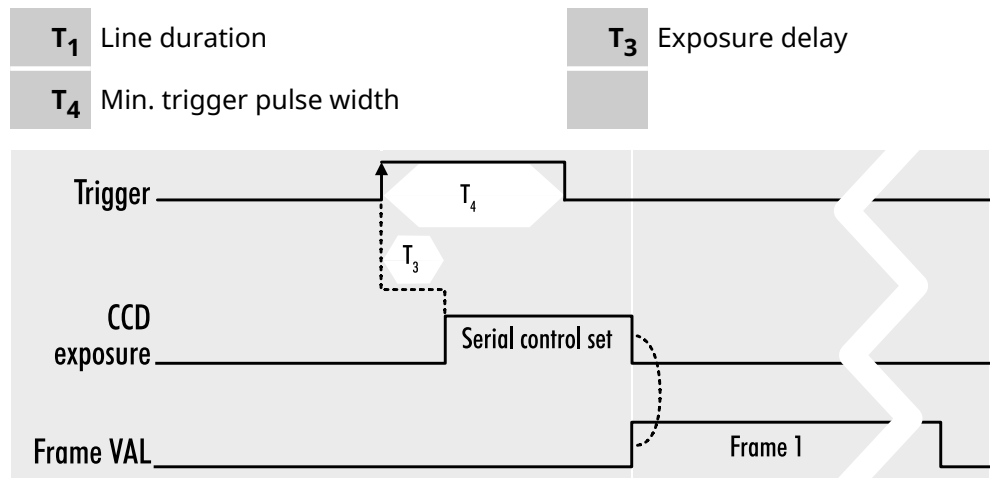 T₁ Line duration
T₃ Exposure delay
T₄ Min. trigger pulse width
Trigger
T₄
T₃
CCD
exposure
Serial control set
Frame VAL
Frame 1